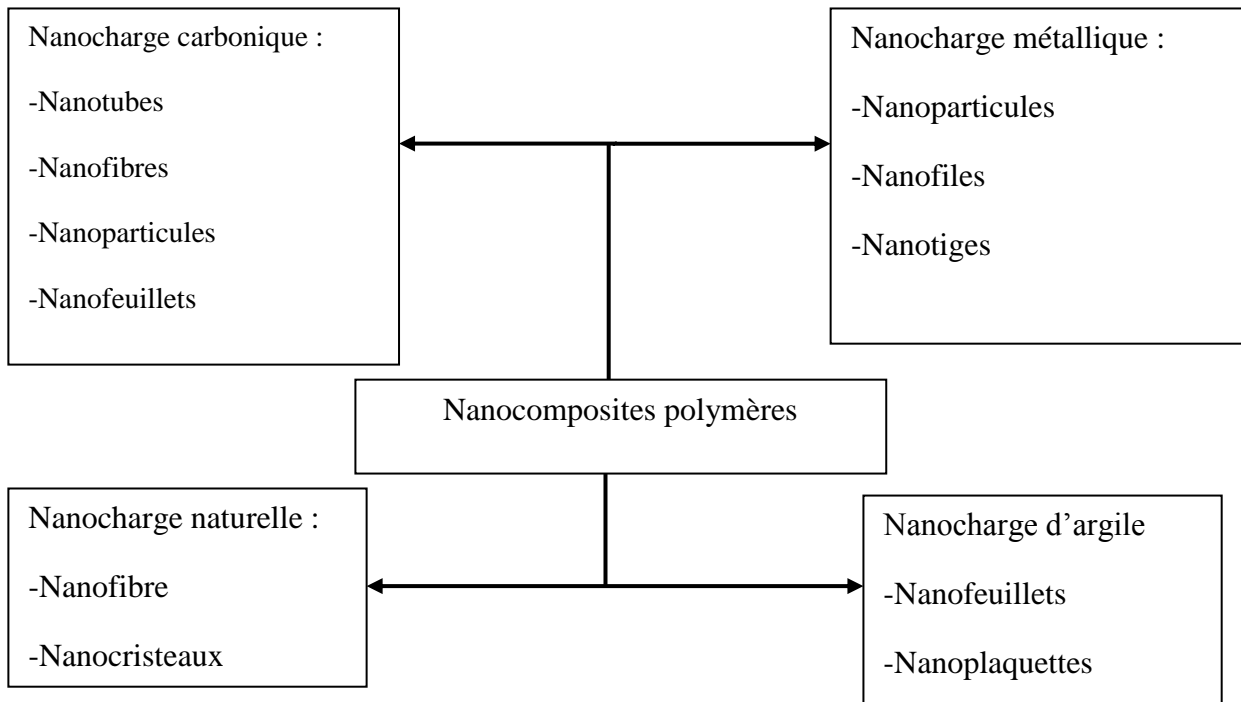 Nanocharge carbonique :
-Nanotubes
-Nanofibres
-Nanoparticules
-Nanofeuillets
Nanocharge métallique :
-Nanoparticules
-Nanofiles
-Nanotiges
Nanocomposites polymères
Nanocharge naturelle :
-Nanofibre
-Nanocristeaux
Nanocharge d’argile
-Nanofeuillets
-Nanoplaquettes